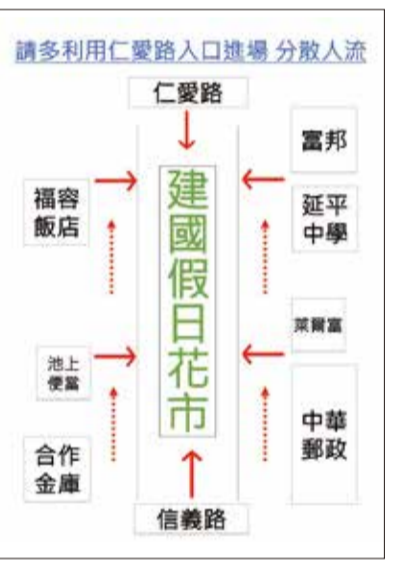 請多利用仁愛路入口進場 分散人流
仁愛路
富邦
福容
飯店
延平
中學
建國假日花市
萊爾富
池上
便當
中華
郵政
合作
金庫
信義路